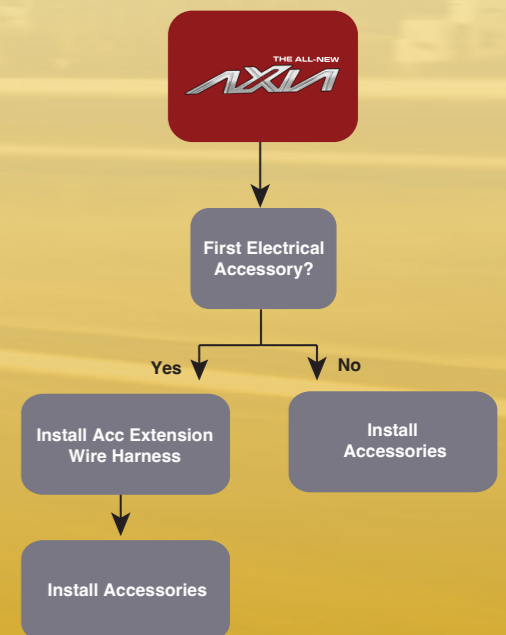 THE ALL-NEW
AXIA
First Electrical
Accessory?
Yes
No
Install Acc Extension
Wire Harness
Install
Accessories
Install Accessories